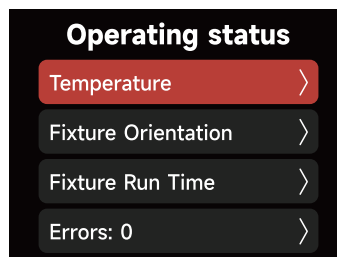 Operating status
Temperature
Fixture Orientation
Fixture Run Time
Errors: 0